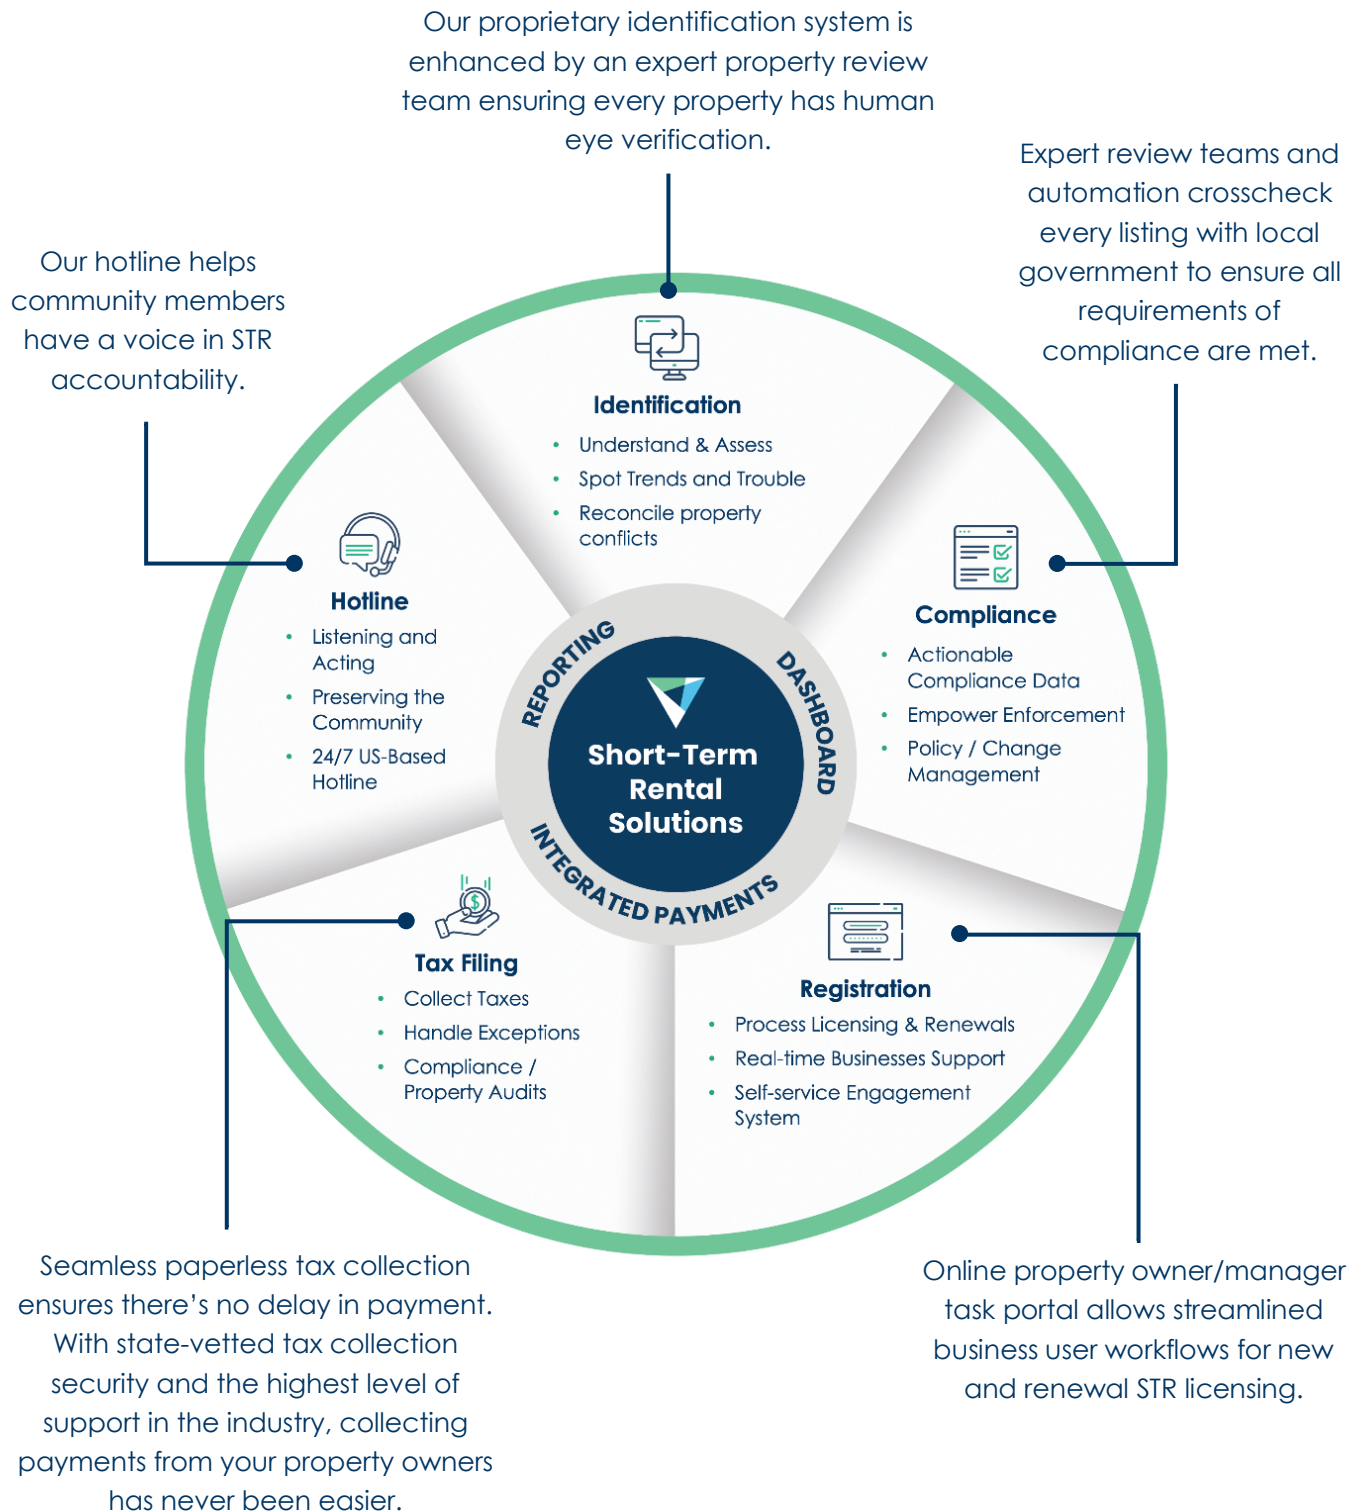 Our proprietary identification system is
enhanced by an expert property review
team ensuring every property has human
eye verification.
Expert review teams and
automation crosscheck
every listing with local
government to ensure all
requirements of
compliance are met.
Our hotline helps
community members
have a voice in STR
accountability.
Identification
• Understand & Assess
• Spot Trends and Trouble
• Reconcile property
conflicts
Hotline
• Listening and
Acting
• Preserving the
Community
• 24/7 US-Based
Hotline
Compliance
• Actionable
Compliance Data
• Empower Enforcement
• Policy / Change
Management
REPORTING
DASHBOARD
INTEGRATED PAYMENTS
Short-Term
Rental
Solutions
Tax Filing
• Collect Taxes
• Handle Exceptions
• Compliance /
Property Audits
Registration
• Process Licensing & Renewals
• Real-time Businesses Support
• Self-service Engagement
System
Seamless paperless tax collection
ensures there’s no delay in payment.
With state-vetted tax collection
security and the highest level of
support in the industry, collecting
payments from your property owners
has never been easier.
Online property owner/manager
task portal allows streamlined
business user workflows for new
and renewal STR licensing.